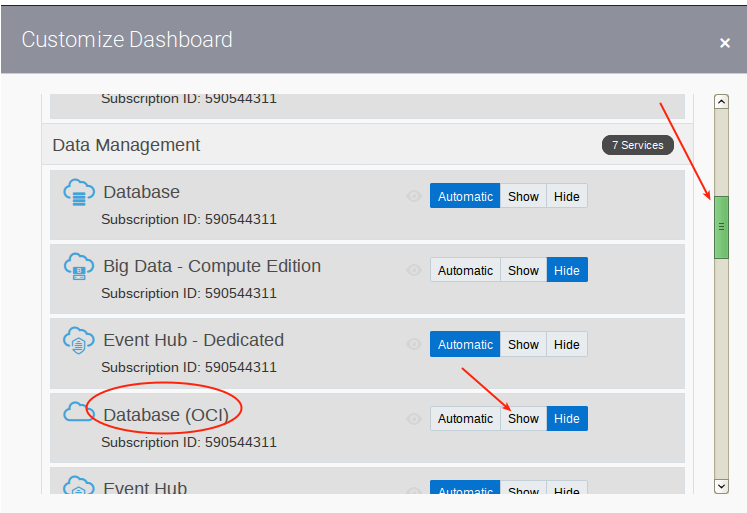 Customize Dashboard
×
Subscription ID: 590544311
Data Management
7 Services
Database
Automatic Show Hide
Subscription ID: 590544311
Big Data - Compute Edition
Automatic Show Hide
Subscription ID: 590544311
Event Hub - Dedicated
Automatic Show Hide
Subscription ID: 590544311
Database (OCI)
Automatic Show Hide
Subscription ID: 590544311
Event Hub
Automatic Show Hide